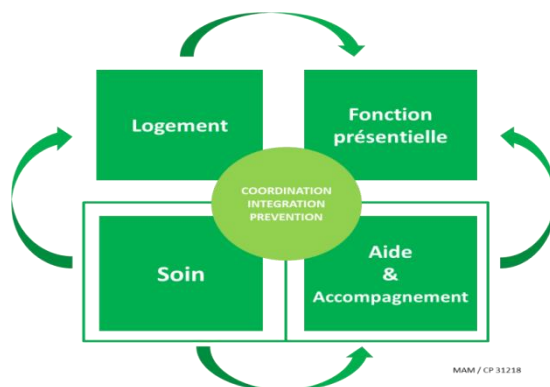 Logement
Fonction
présentielle
COORDINATION
INTEGRATION
PREVENTION
Soin
Aide
&
Accompagnement
MAM / CP 31218